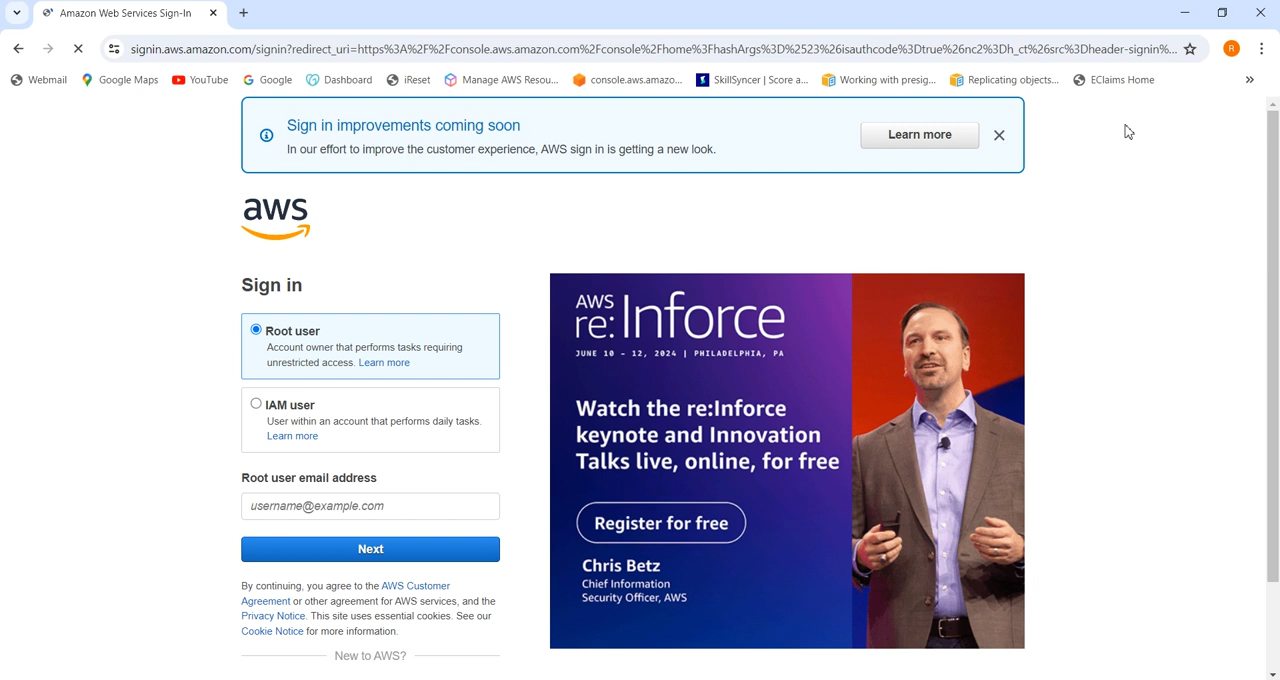 Amazon Web Services Sign-In
signin.aws.amazon.com/signin?redirect_uri=https%3A%2F%2Fconsole.aws.amazon.com%2Fconsole%2Fhome%3FhashArgs%3D%2523%26isauthcode%3Dtrue%26nc2%3Dh_ct%26src%3Dheader-signin%...
R
Webmail
Google Maps
YouTube
Google
Dashboard
iReset
Manage AWS Resou...
console.aws.amazo...
SkillSyncer | Score a...
Working with presig...
Replicating objects...
EClaims Home
Sign in improvements coming soon
In our effort to improve the customer experience, AWS sign in is getting a new look.
Learn more
aws
Sign in
Root user
Account owner that performs tasks requiring
unrestricted access. Learn more
IAM user
User within an account that performs daily tasks.
Learn more
Root user email address
username@example.com
Next
By continuing, you agree to the AWS Customer
Agreement or other agreement for AWS services, and the
Privacy Notice. This site uses essential cookies. See our
Cookie Notice for more information.
New to AWS?
AWS
re:Inforce
JUNE 10 – 12, 2024 | PHILADELPHIA, PA
Watch the re:Inforce
keynote and Innovation
Talks live, online, for free
Register for free
Chris Betz
Chief Information
Security Officer, AWS